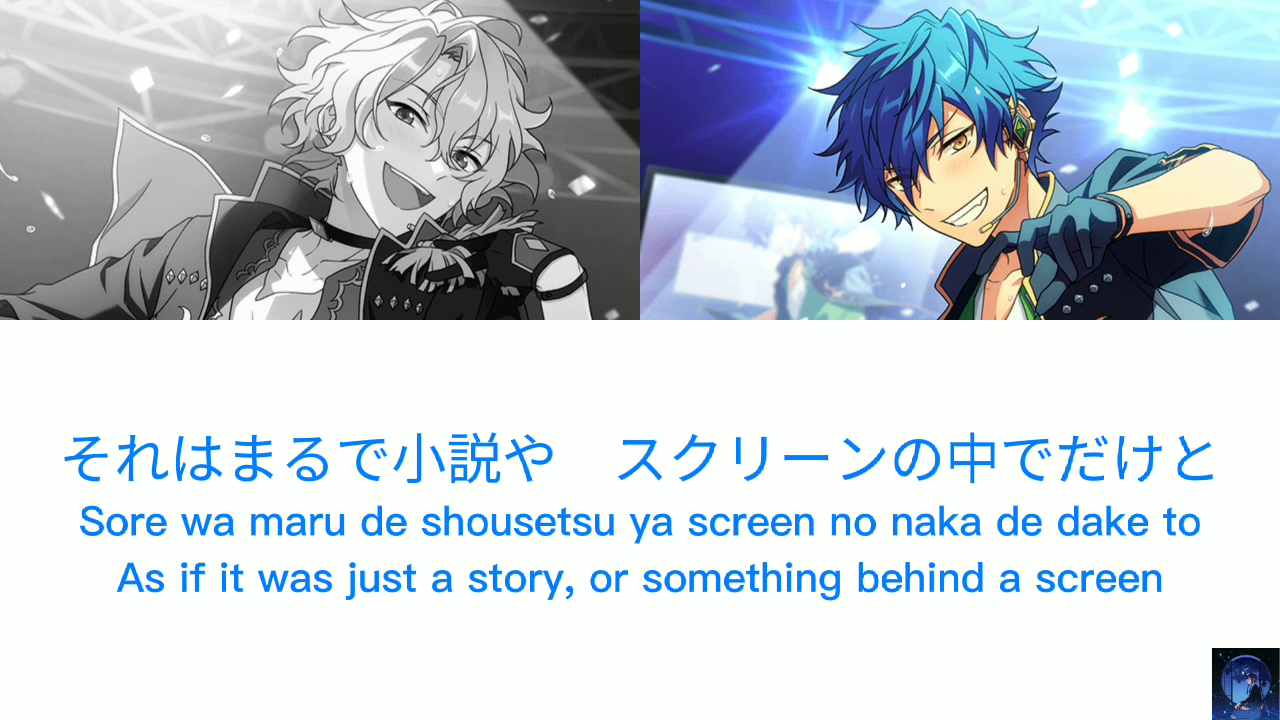 それはまるで小説や　スクリーンの中でだけと
Sore wa maru de shousetsu ya screen no naka de dake to
As if it was just a story, or something behind a screen